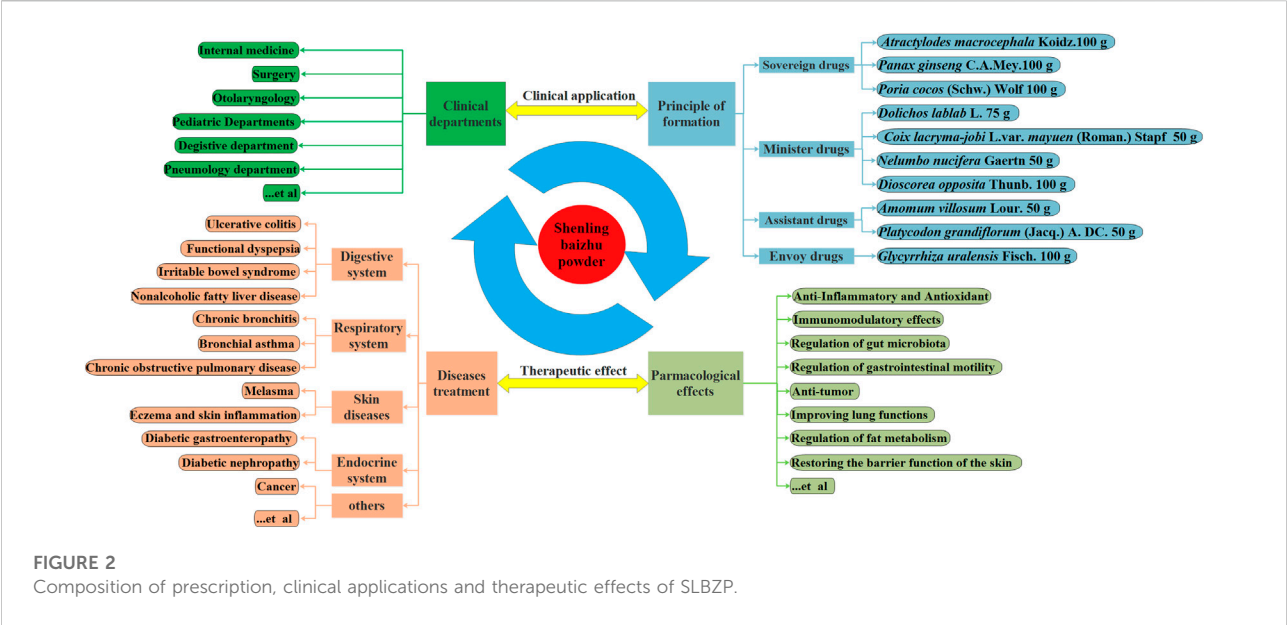 Internal medicine
Surgery
Otolaryngology
Pediatric Departments
Degistive department
Pneumology department
...et al
Clinical
departments
Clinical application
Principle of
formation
Sovereign drugs
Atractylodes macrocephala Koidz.100 g
Panax ginseng C.A.Mey.100 g
Poria cocos (Schw.) Wolf 100 g
Minister drugs
Dolichos lablab L. 75 g
Coix lacryma-jobi L.var. mayuen (Roman.) Stapf 50 g
Nelumbo nucifera Gaertn 50 g
Dioscorea opposita Thunb. 100 g
Assistant drugs
Amomum villosum Lour. 50 g
Platycodon grandiflorum (Jacq.) A. DC. 50 g
Envoy drugs
Glycyrrhiza uralensis Fisch. 100 g
Shenling
baizhu
powder
Ulcerative colitis
Functional dyspepsia
Irritable bowel syndrome
Nonalcoholic fatty liver disease
Digestive
system
Chronic bronchitis
Bronchial asthma
Chronic obstructive pulmonary disease
Respiratory
system
Melasma
Eczema and skin inflammation
Skin
diseases
Diabetic gastroenteropathy
Diabetic nephropathy
Endocrine
system
Cancer
...et al
others
Diseases
treatment
Therapeutic effect
Parmacological
effects
Anti-Inflammatory and Antioxidant
Immunomodulatory effects
Regulation of gut microbiota
Regulation of gastrointestinal motility
Anti-tumor
Improving lung functions
Regulation of fat metabolism
Restoring the barrier function of the skin
...et al
FIGURE 2
Composition of prescription, clinical applications and therapeutic effects of SLBZP.